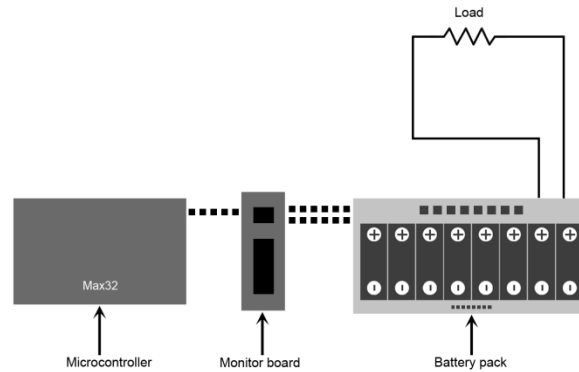 Load
Max32
Microcontroller
Monitor board
Battery pack